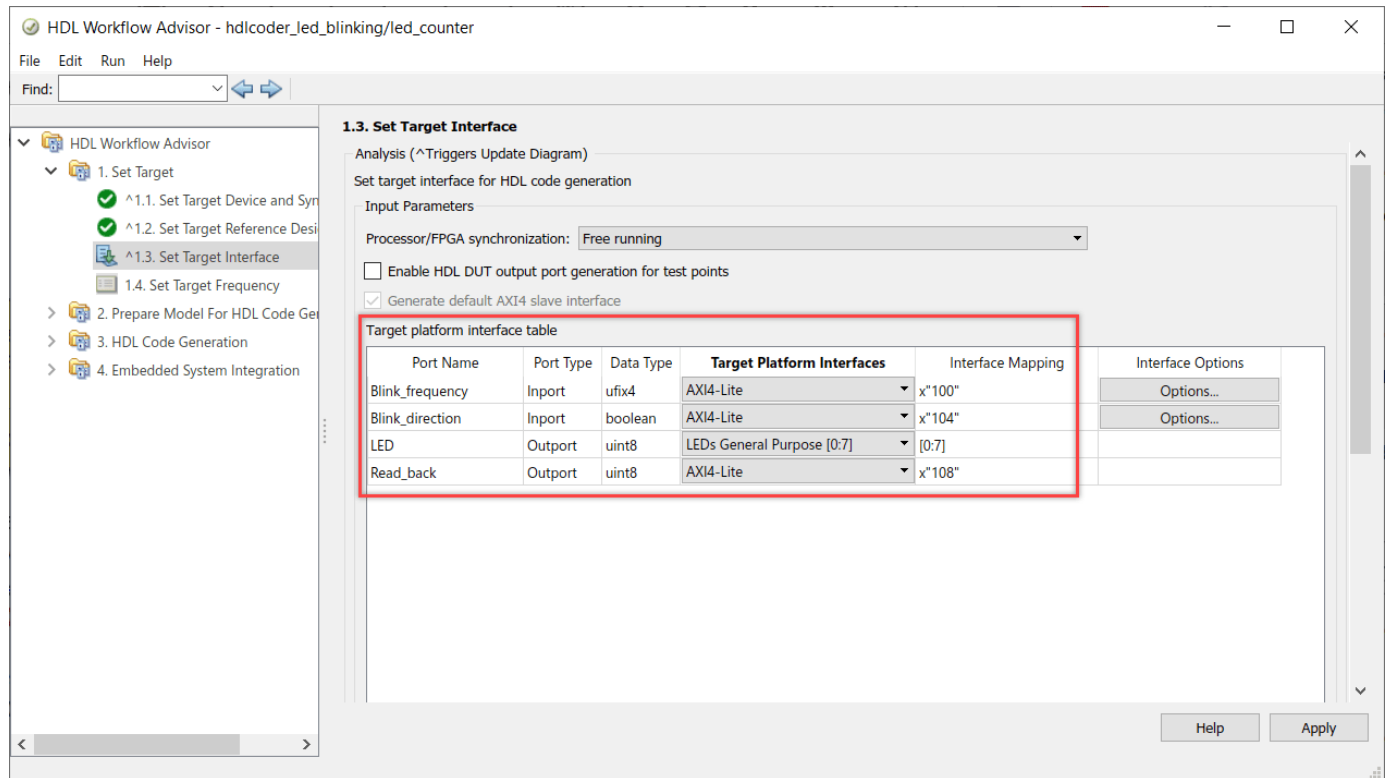 HDL Workflow Advisor - hdlcoder_led_blinking/led_counter
File Edit Run Help
Find:
HDL Workflow Advisor
1. Set Target
^1.1. Set Target Device and Syn
^1.2. Set Target Reference Desi
^1.3. Set Target Interface
1.4. Set Target Frequency
2. Prepare Model For HDL Code Ger
3. HDL Code Generation
4. Embedded System Integration
1.3. Set Target Interface
Analysis (^Triggers Update Diagram)
Set target interface for HDL code generation
Input Parameters
Processor/FPGA synchronization: Free running
Enable HDL DUT output port generation for test points
Generate default AXI4 slave interface
Target platform interface table
Port Name Port Type Data Type Target Platform Interfaces Interface Mapping Interface Options
Blink_frequency Inport ufix4 AXI4-Lite x"100" Options...
Blink_direction Inport boolean AXI4-Lite x"104" Options...
LED Outport uint8 LEDs General Purpose [0:7] [0:7]
Read_back Outport uint8 AXI4-Lite x"108"
Help Apply